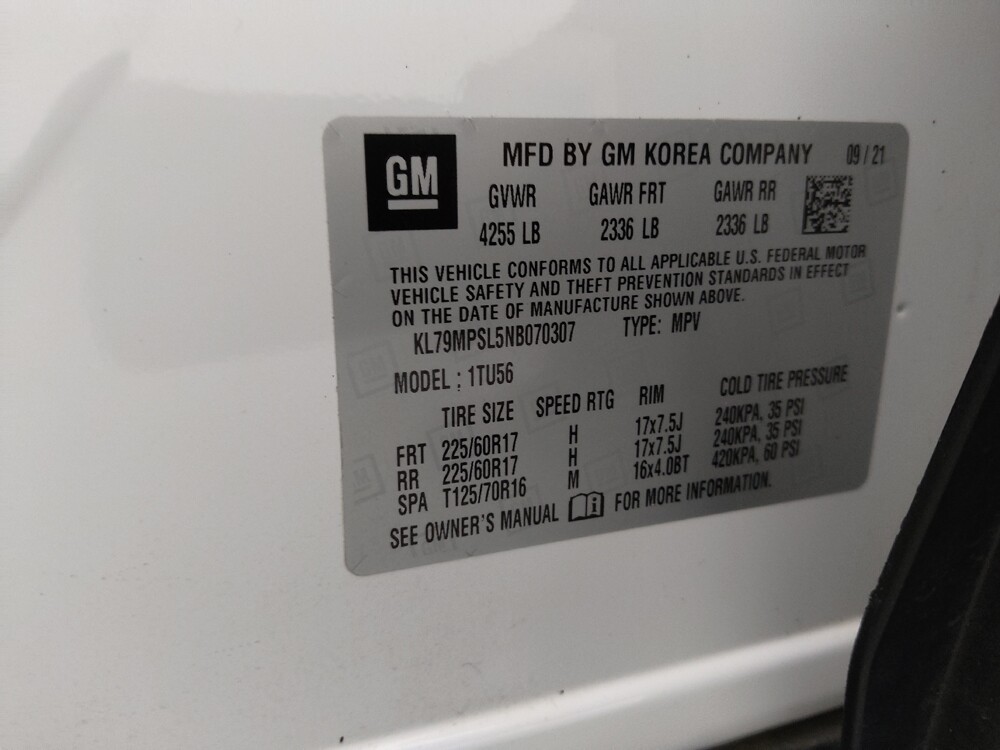 GM
MFD BY GM KOREA COMPANY 09 / 21
GVWR GAWR FRT GAWR RR
4255 LB 2336 LB 2336 LB
THIS VEHICLE CONFORMS TO ALL APPLICABLE U.S. FEDERAL MOTOR
VEHICLE SAFETY AND THEFT PREVENTION STANDARDS IN EFFECT
ON THE DATE OF MANUFACTURE SHOWN ABOVE.
KL79MPSL5NB070307 TYPE: MPV
MODEL : 1TU56
TIRE SIZE SPEED RTG RIM COLD TIRE PRESSURE
FRT 225/60R17 H 17x7.5J 240KPA, 35 PSI
RR 225/60R17 H 17x7.5J 240KPA, 35 PSI
SPA T125/70R16 M 16x4.0BT 420KPA, 60 PSI
SEE OWNER'S MANUAL i FOR MORE INFORMATION.